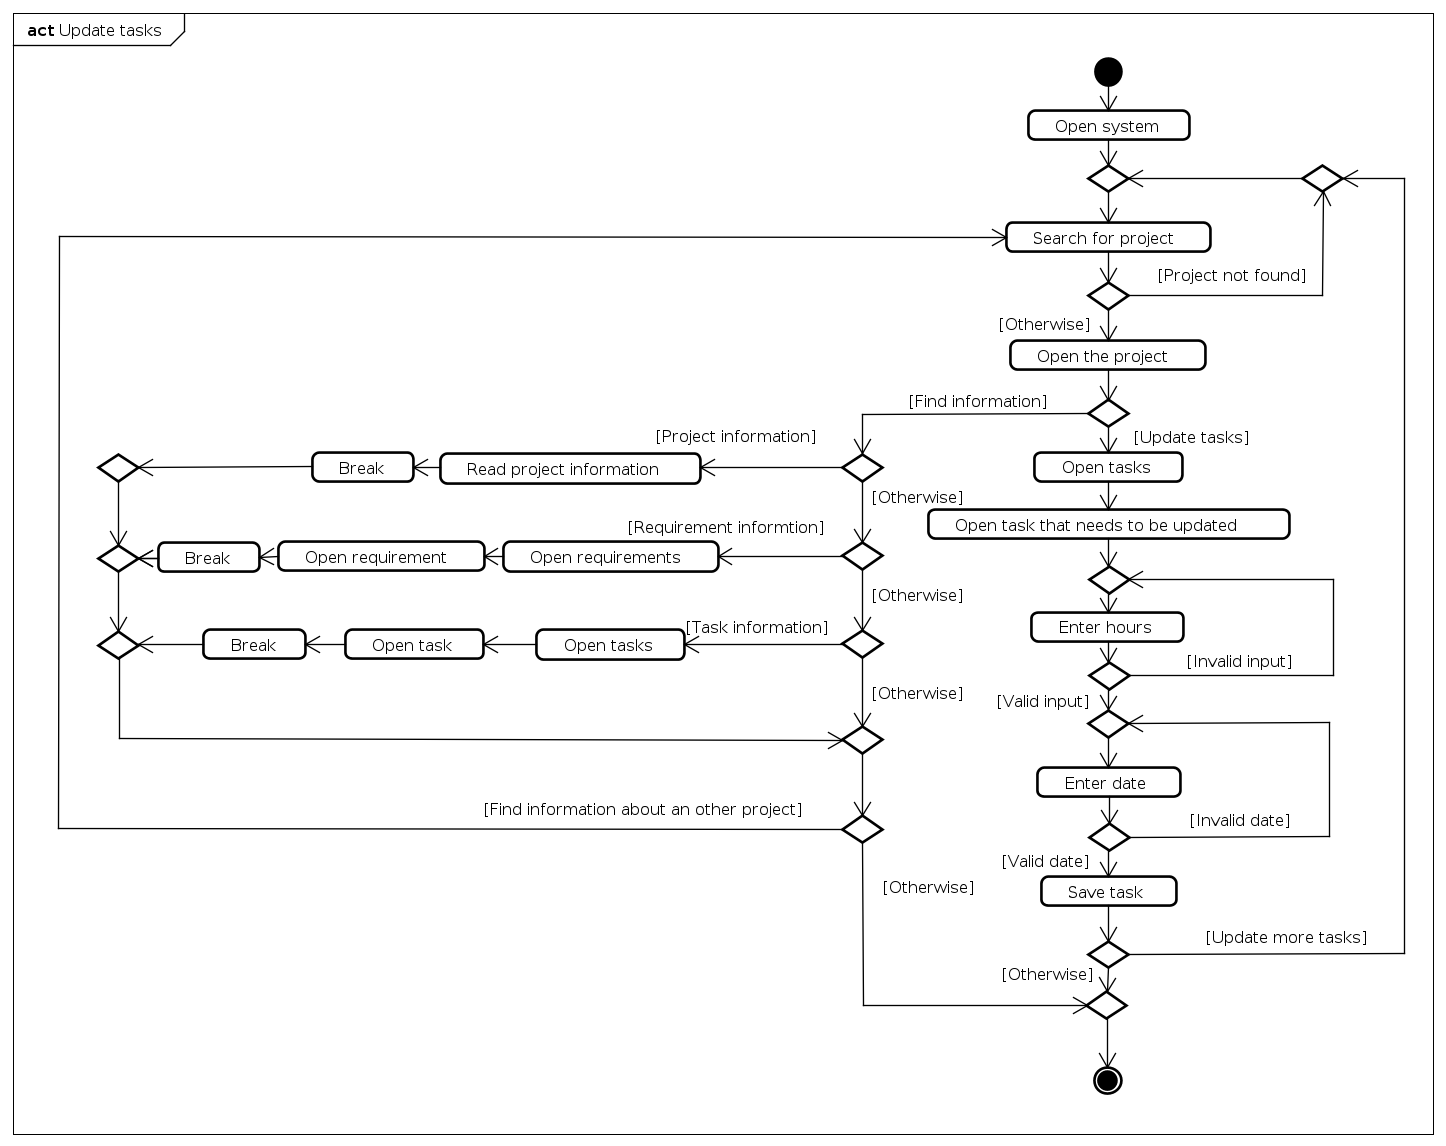 act Update tasks
Open system
Search for project
[Project not found]
[Otherwise]
Open the project
[Find information]
[Update tasks]
[Project information]
Break
Read project information
Open tasks
[Otherwise]
Open task that needs to be updated
[Requirement informtion]
Break
Open requirement
Open requirements
[Otherwise]
Enter hours
[Task information]
Break
Open task
Open tasks
[Invalid input]
[Otherwise]
[Valid input]
Enter date
[Find information about an other project]
[Invalid date]
[Valid date]
[Otherwise]
Save task
[Update more tasks]
[Otherwise]